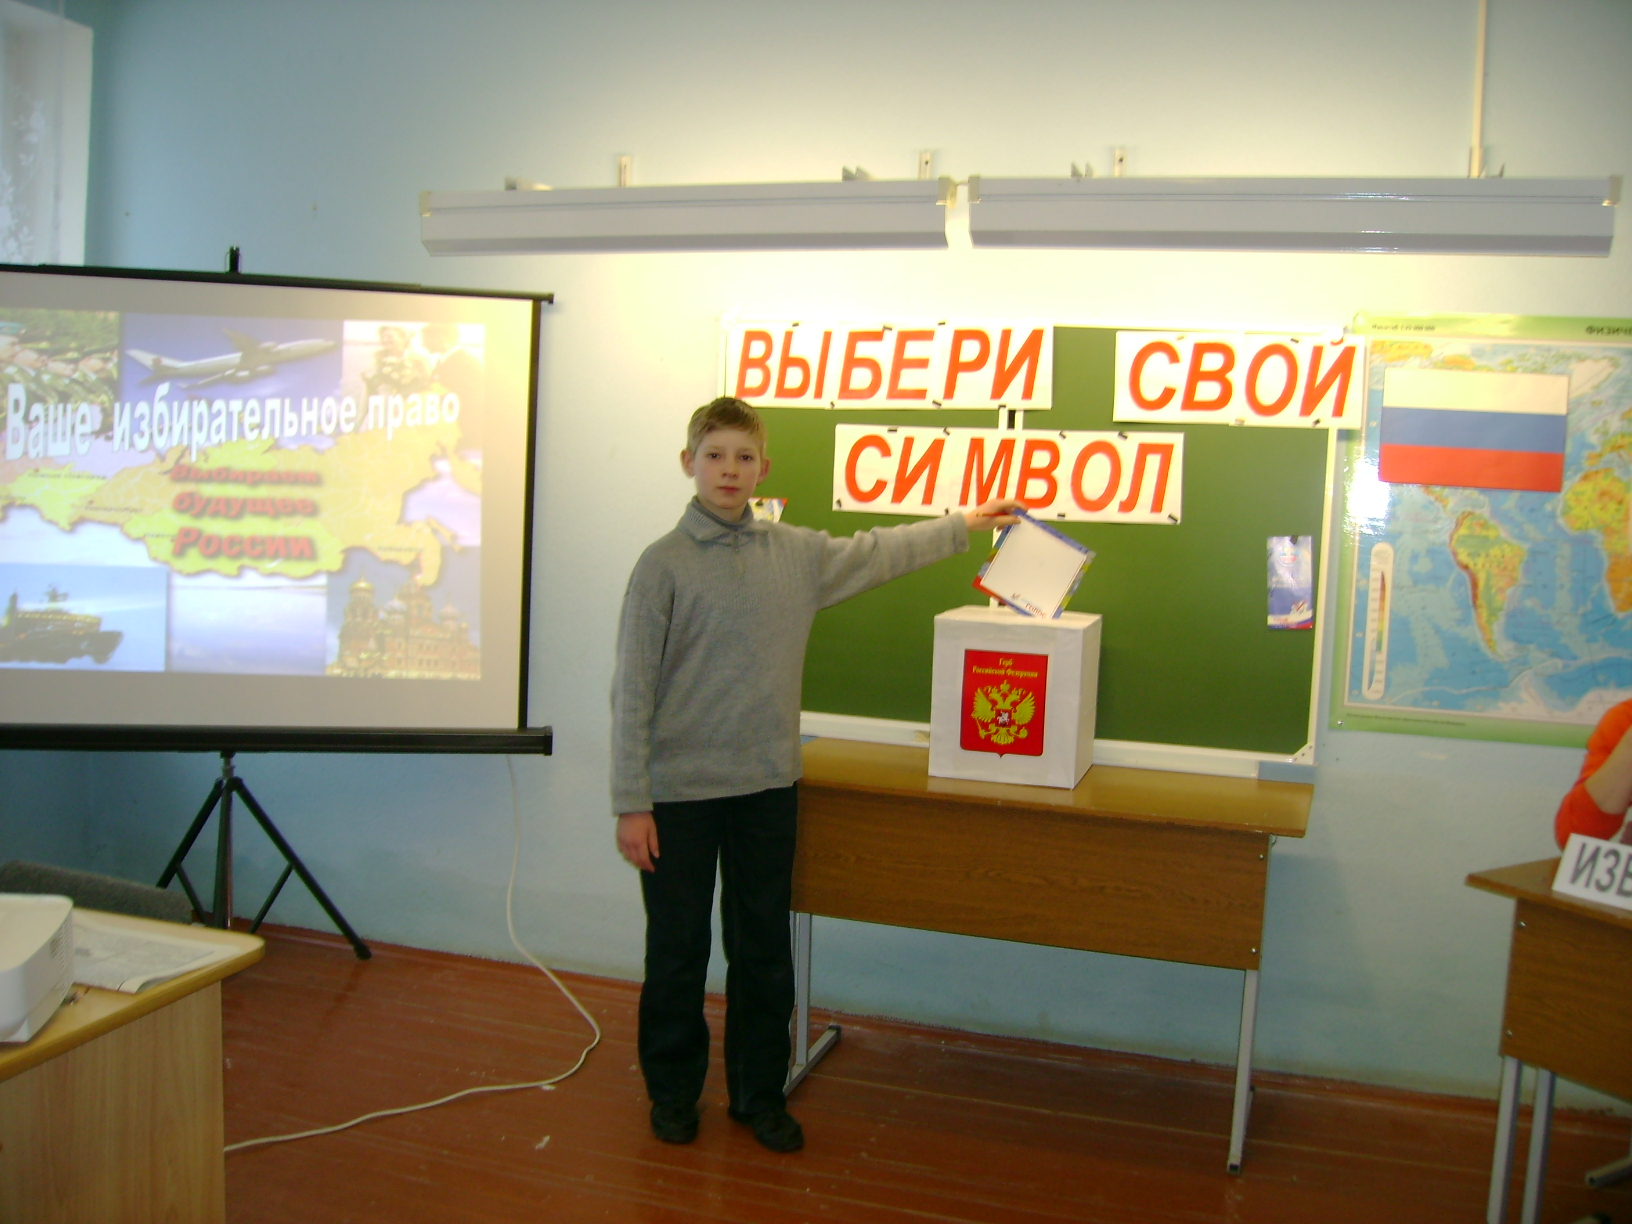 Ваше избирательное право
Выбираем
будущее
России
ВЫБЕРИ СВОЙ
СИМВОЛ
Герб
Российской Федерации
ИЗБ